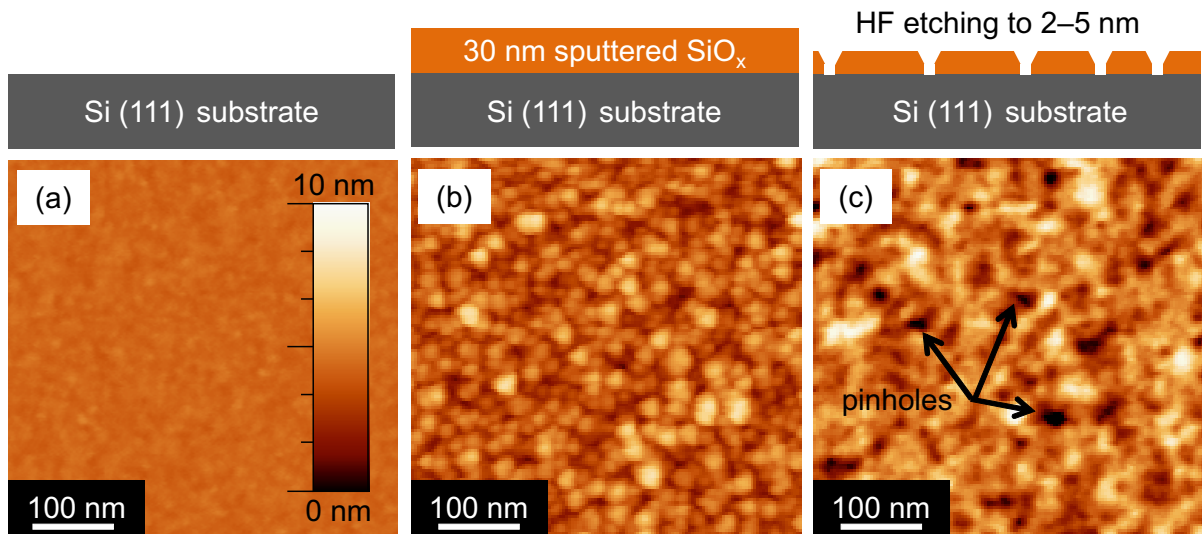 Si (111) substrate
(a)
10 nm
0 nm
100 nm
30 nm sputtered SiOₓ
Si (111) substrate
(b)
100 nm
HF etching to 2–5 nm
Si (111) substrate
(c)
pinholes
100 nm